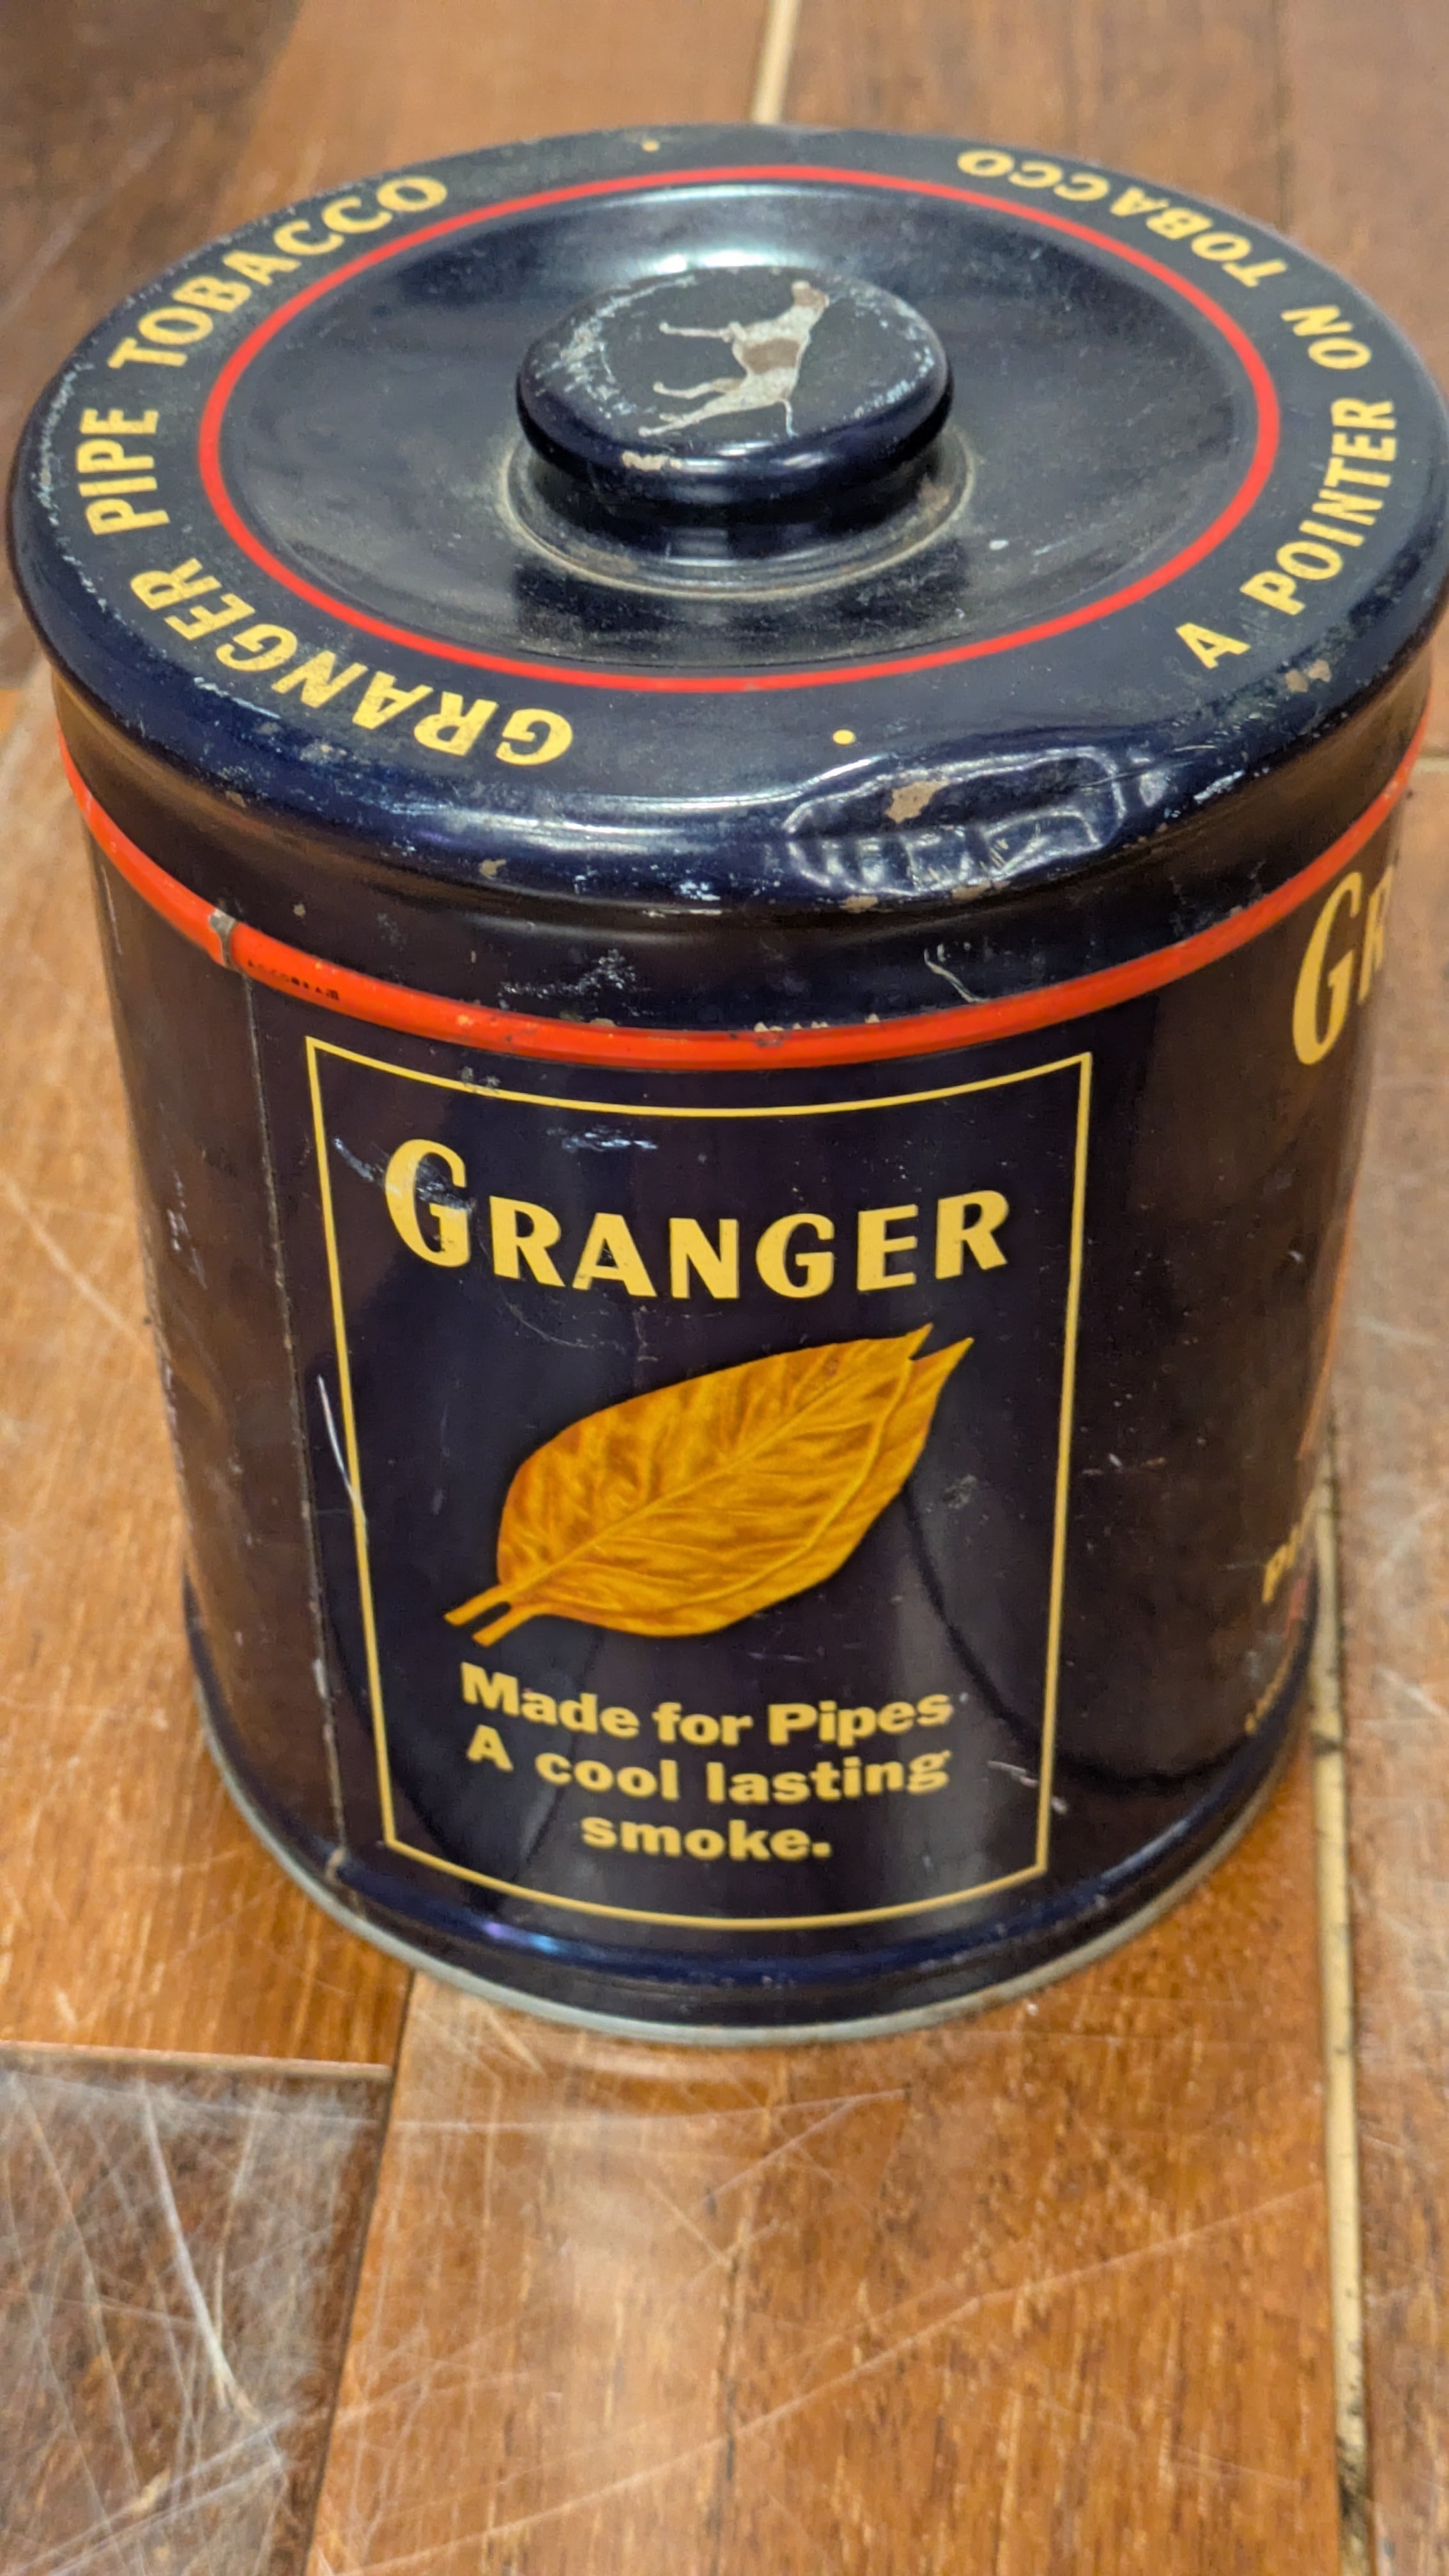 GRANGER PIPE TOBACCO
A POINTER ON TOBACCO
GRANGER
Made for Pipes
A cool lasting
smoke.